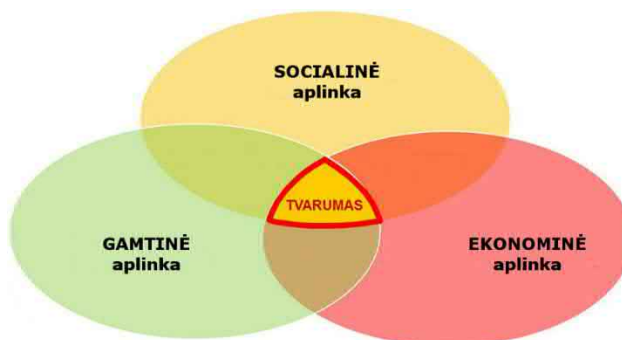 SOCIALINĖ
aplinka
TVARUMAS
GAMTINĖ
aplinka
EKONOMINĖ
aplinka